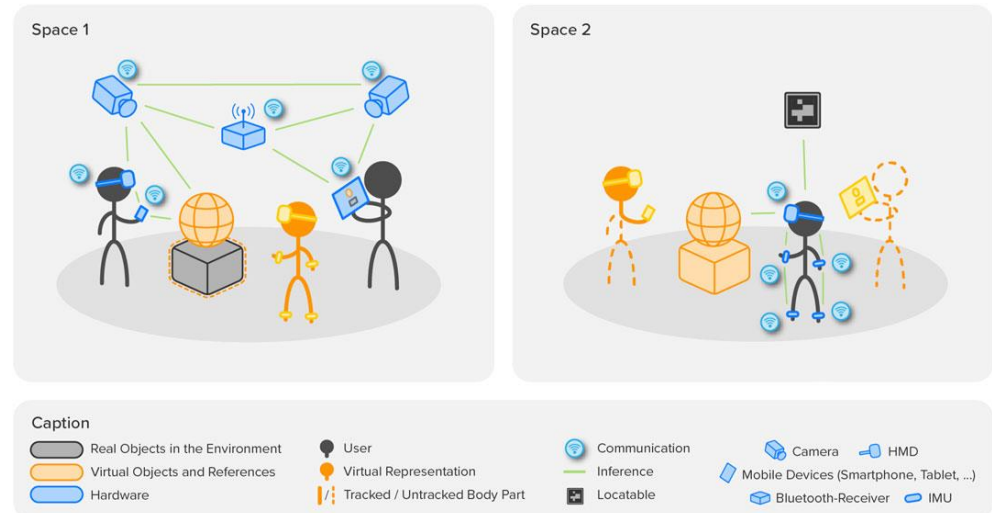 Space 1
Space 2
Caption
Real Objects in the Environment
Virtual Objects and References
Hardware
User
Virtual Representation
/ Tracked / Untracked Body Part
Communication
Inference
Locatable
Camera
HMD
Mobile Devices (Smartphone, Tablet, ...)
Bluetooth-Receiver
IMU